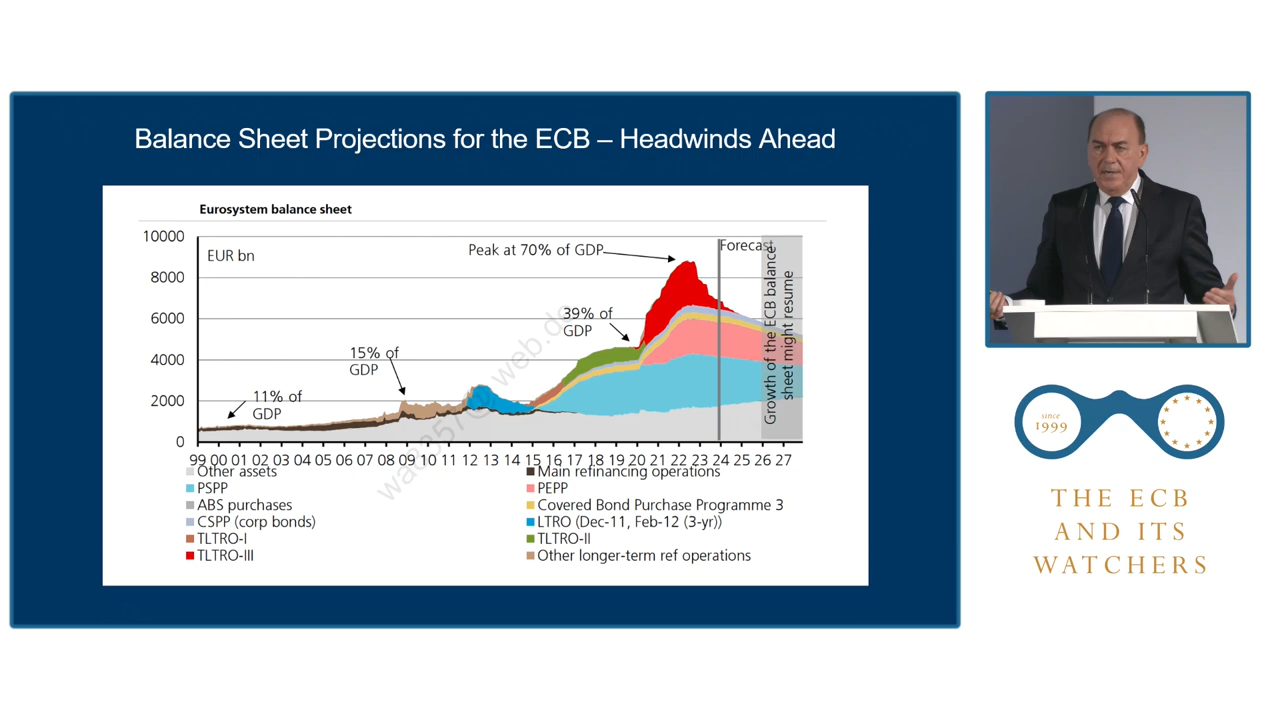 Balance Sheet Projections for the ECB – Headwinds Ahead
Eurosystem balance sheet
EUR bn
10000
8000
6000
4000
2000
0
11% of
GDP
15% of
GDP
39% of
GDP
Peak at 70% of GDP
Forecast
Growth of the ECB balance
sheet might resume
99 00 01 02 03 04 05 06 07 08 09 10 11 12 13 14 15 16 17 18 19 20 21 22 23 24 25 26 27
Other assets
Main refinancing operations
PSPP
PEPP
ABS purchases
Covered Bond Purchase Programme 3
CSPP (corp bonds)
LTRO (Dec-11, Feb-12 (3-yr))
TLTRO-I
TLTRO-II
TLTRO-III
Other longer-term ref operations
since
1999
THE ECB
AND ITS
WATCHERS